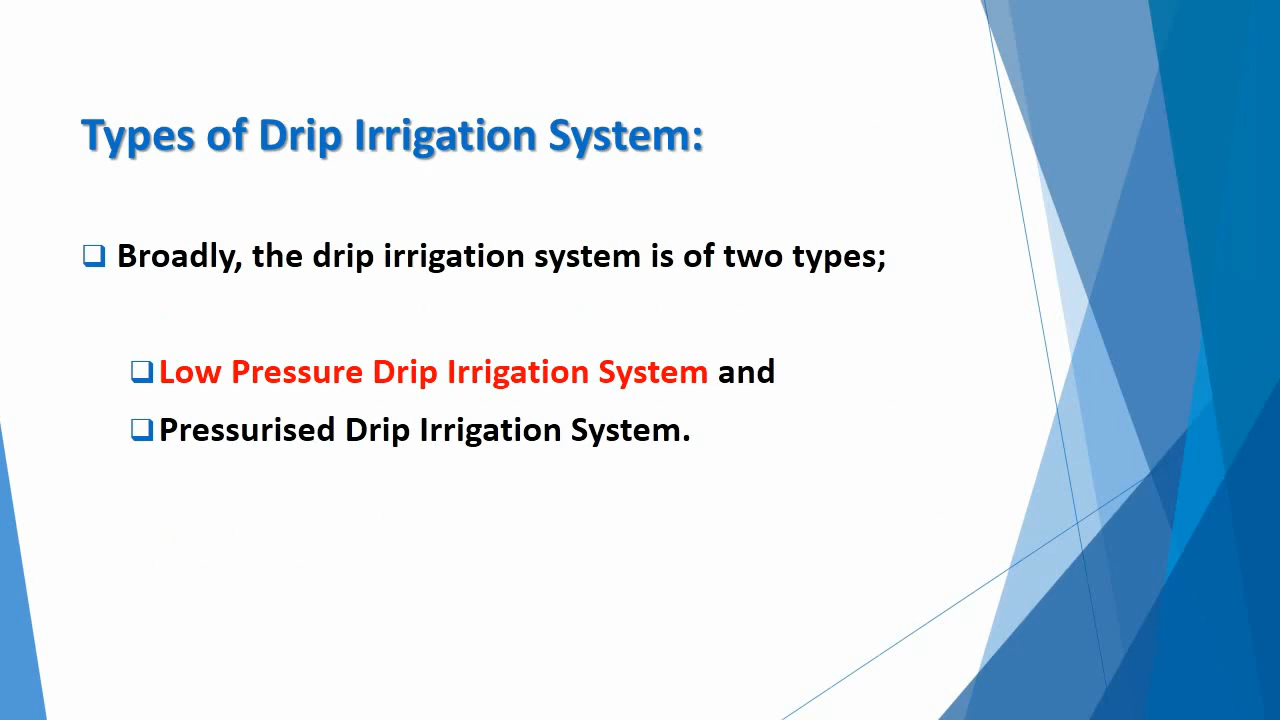 Types of Drip Irrigation System:
Broadly, the drip irrigation system is of two types;
Low Pressure Drip Irrigation System and
Pressurised Drip Irrigation System.